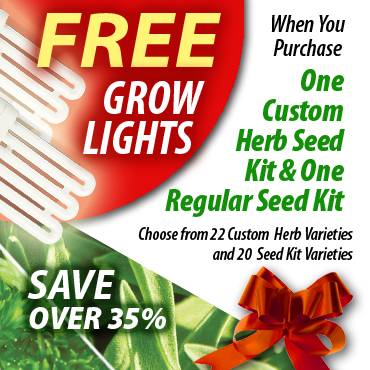 FREE
GROW
LIGHTS
When You
Purchase
One
Custom
Herb Seed
Kit & One
Regular Seed Kit
Choose from 22 Custom Herb Varieties
and 20 Seed Kit Varieties
SAVE
OVER 35%